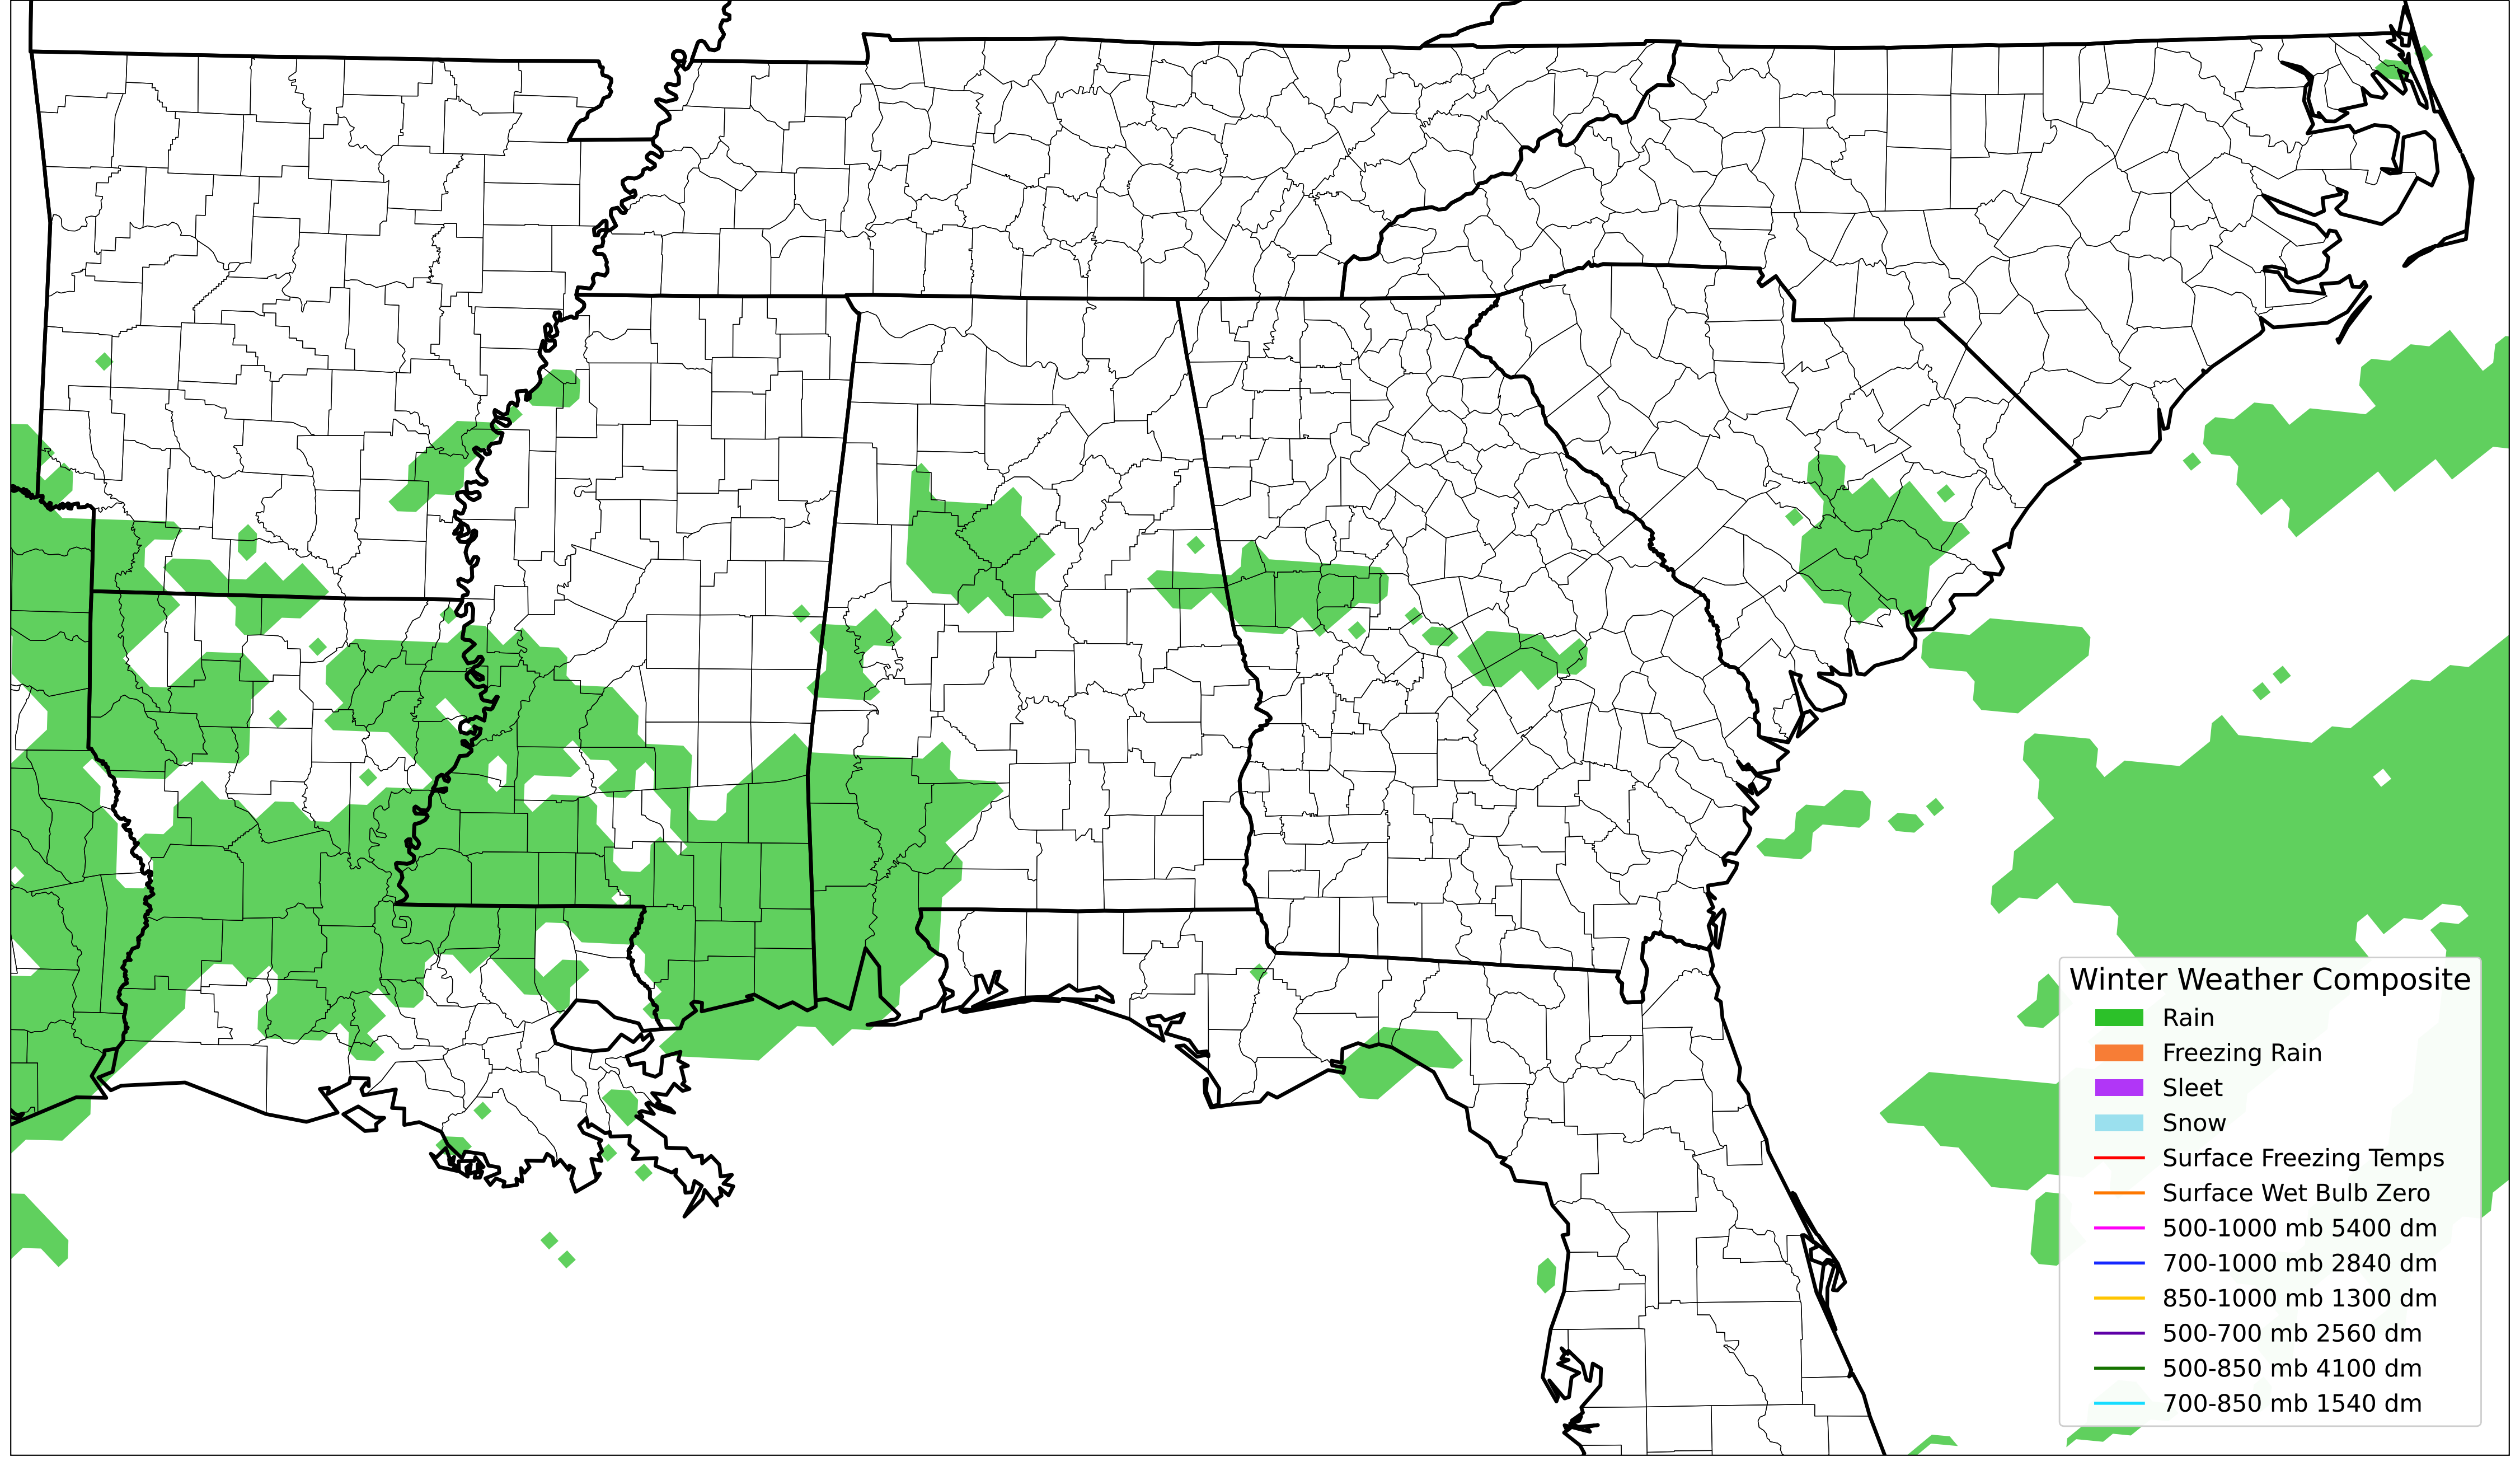 Winter Weather Composite
Rain
Freezing Rain
Sleet
Snow
Surface Freezing Temps
Surface Wet Bulb Zero
500-1000 mb 5400 dm
700-1000 mb 2840 dm
850-1000 mb 1300 dm
500-700 mb 2560 dm
500-850 mb 4100 dm
700-850 mb 1540 dm